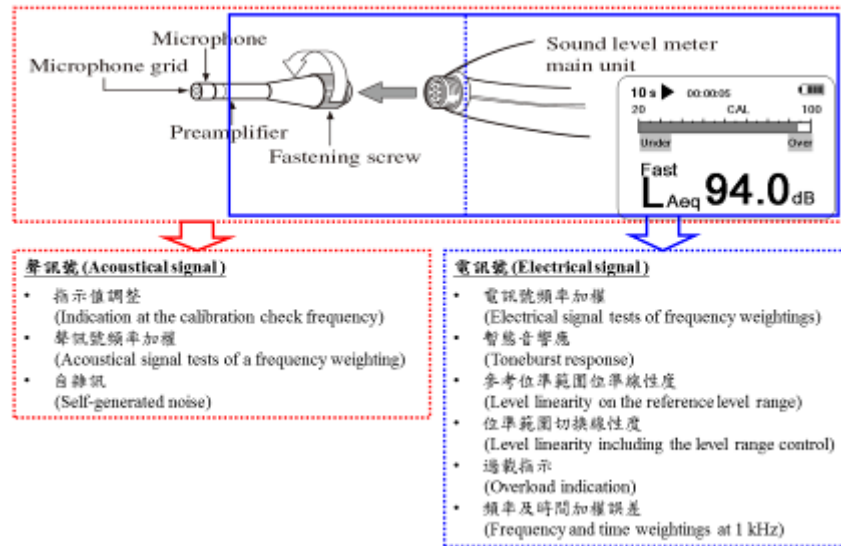 Microphone
Microphone grid
Preamplifier
Fastening screw
Sound level meter
main unit
10 s 00:00:05
20 CAL 100
Under Over
Fast
LAeq 94.0 dB
聲訊號 (Acoustical signal)
• 指示值調整
(Indication at the calibration check frequency)
• 聲訊號頻率加權
(Acoustical signal tests of a frequency weighting)
• 自雜訊
(Self-generated noise)
電訊號 (Electrical signal)
• 電訊號頻率加權
(Electrical signal tests of frequency weightings)
• 暫態音響應
(Toneburst response)
• 參考位準範圍位準線性度
(Level linearity on the reference level range)
• 位準範圍切換線性度
(Level linearity including the level range control)
• 過載指示
(Overload indication)
• 頻率及時間加權誤差
(Frequency and time weightings at 1 kHz)